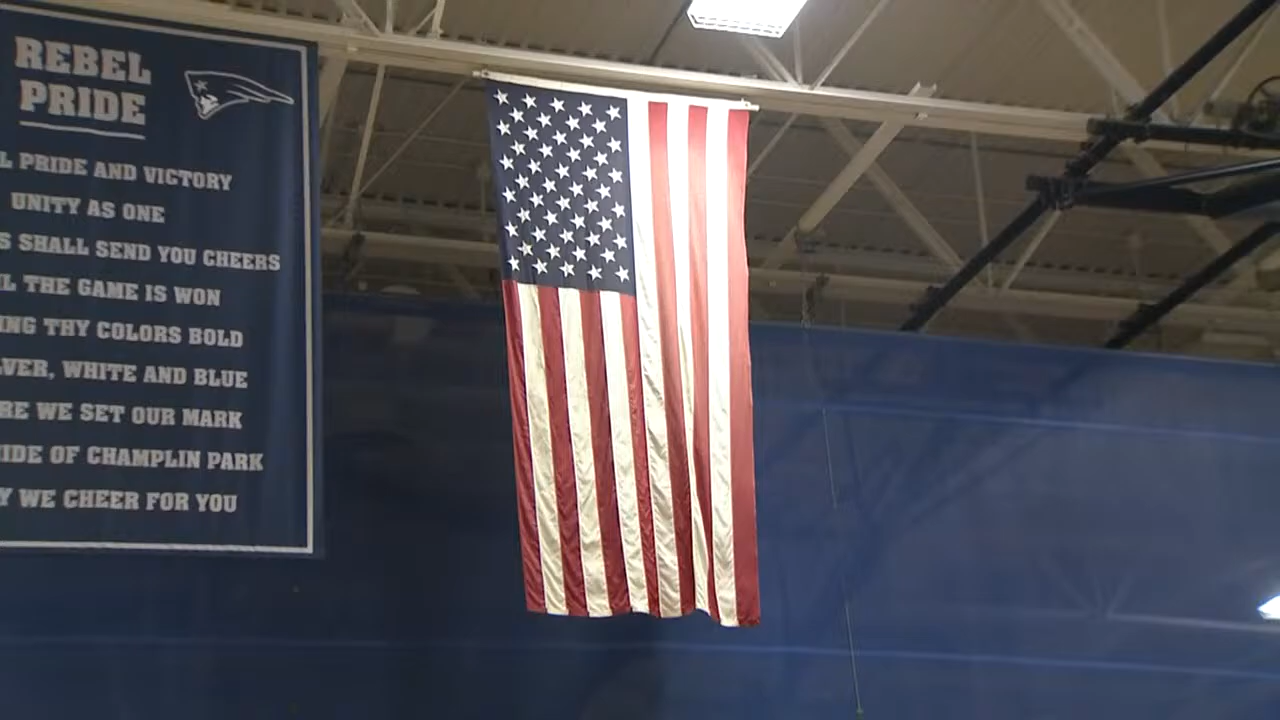 REBEL
PRIDE
PRIDE AND VICTORY
UNITY AS ONE
SHALL SEND YOU CHEERS
THE GAME IS WON
THY COLORS BOLD
WHITE AND BLUE
WE SET OUR MARK
OF CHAMPLIN PARK
WE CHEER FOR YOU